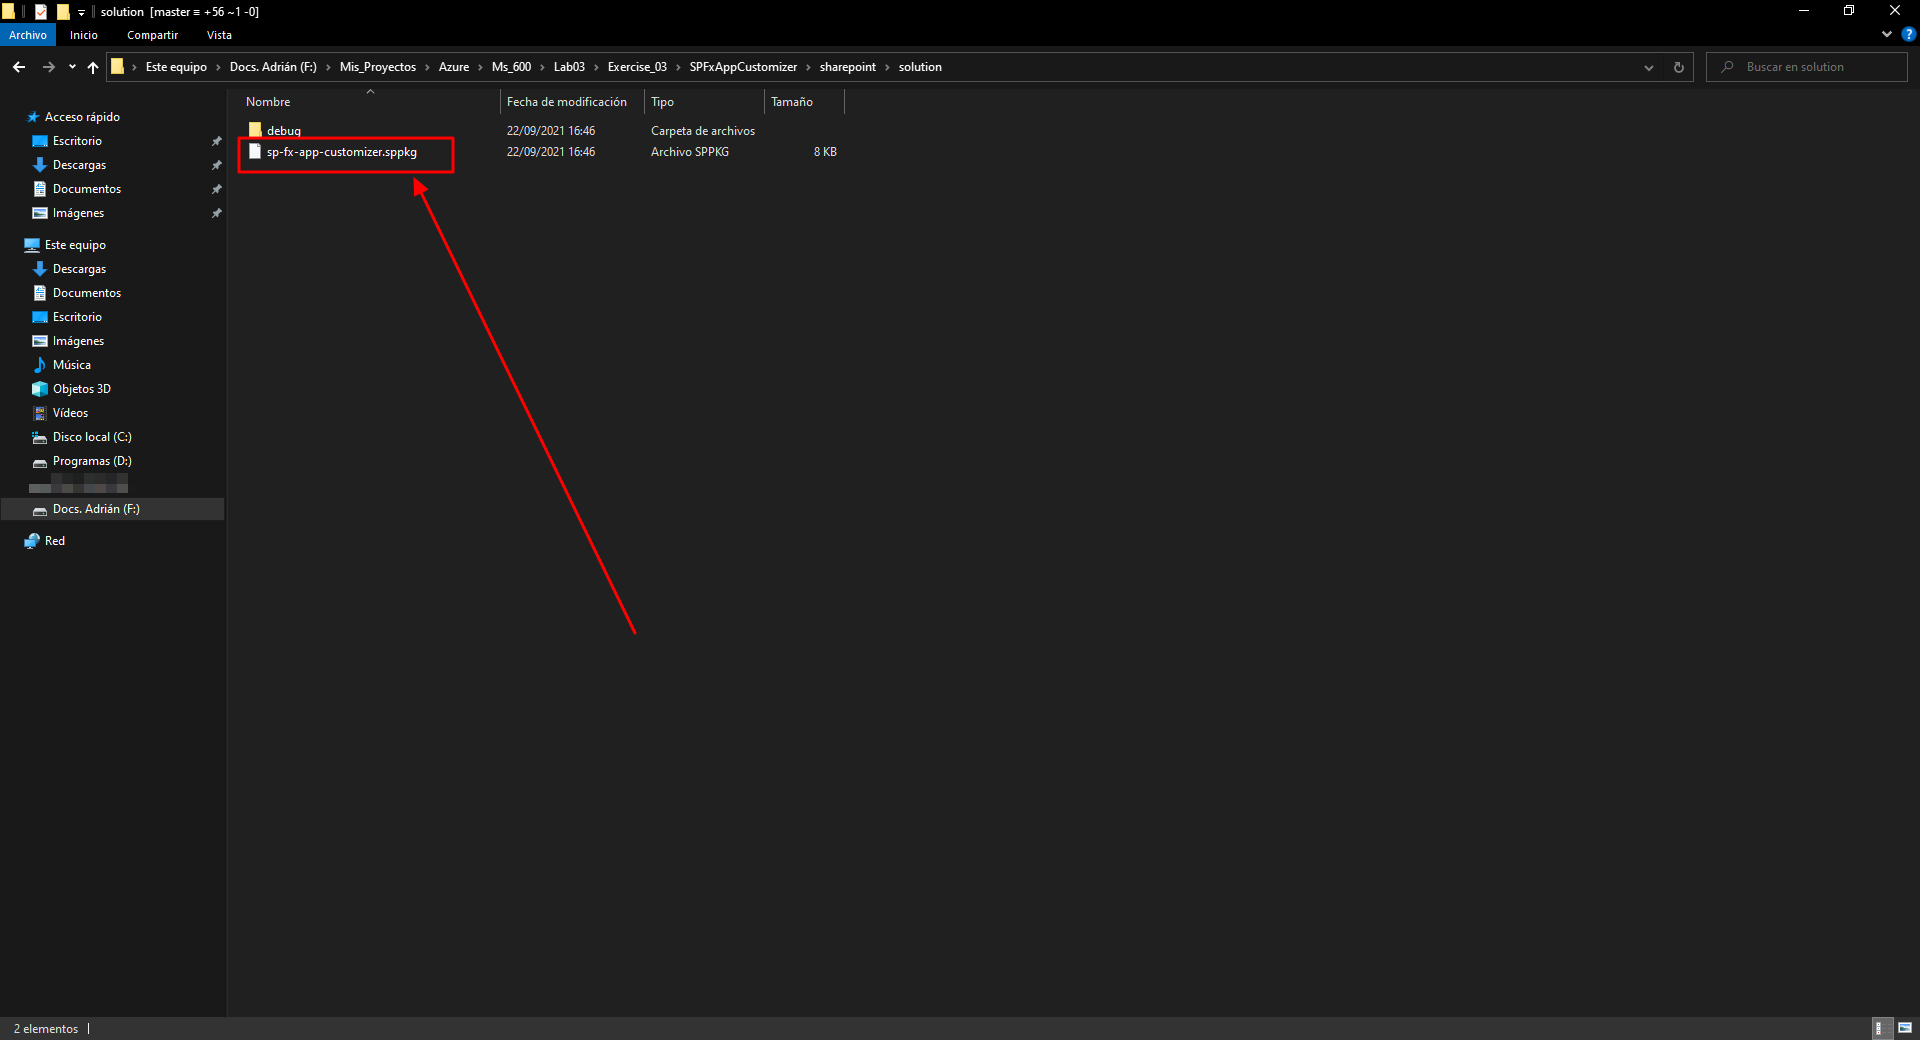 solution [master ≡ +56 ~1 -0]
Archivo Inicio Compartir Vista
Este equipo › Docs. Adrián (F:) › Mis_Proyectos › Azure › Ms_600 › Lab03 › Exercise_03 › SPFxAppCustomizer › sharepoint › solution
Buscar en solution
Nombre Fecha de modificación Tipo Tamaño
debug 22/09/2021 16:46 Carpeta de archivos
sp-fx-app-customizer.sppkg 22/09/2021 16:46 Archivo SPPKG 8 KB
Acceso rápido
Escritorio
Descargas
Documentos
Imágenes
Este equipo
Descargas
Documentos
Escritorio
Imágenes
Música
Objetos 3D
Vídeos
Disco local (C:)
Programas (D:)
Docs. Adrián (F:)
Red
2 elementos